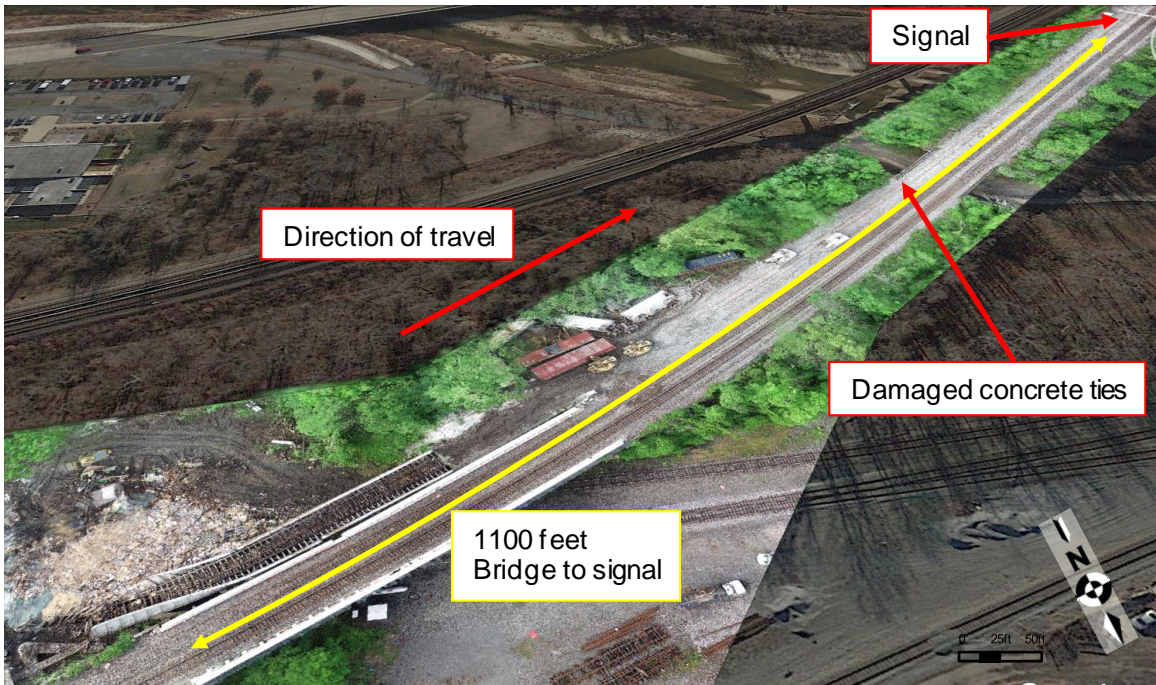 Signal
Direction of travel
Damaged concrete ties
1100 feet
Bridge to signal
N
0 25ft 50ft